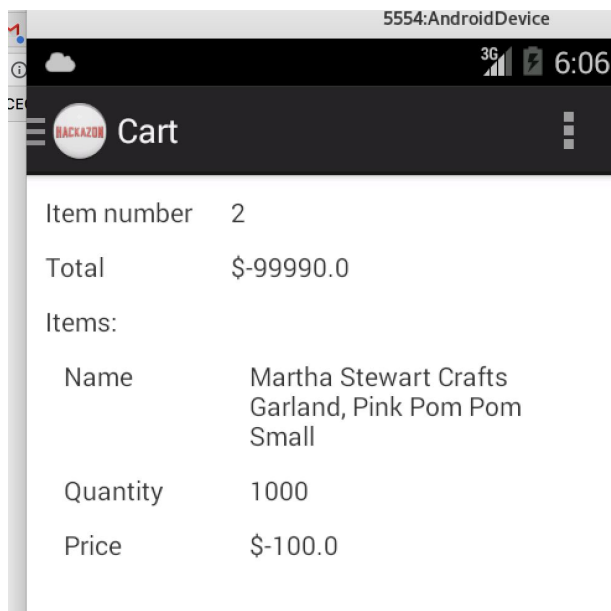 5554:AndroidDevice
3G 6:06
HACKAZON Cart
Item number 2
Total $-99990.0
Items:
Name Martha Stewart Crafts
Garland, Pink Pom Pom
Small
Quantity 1000
Price $-100.0